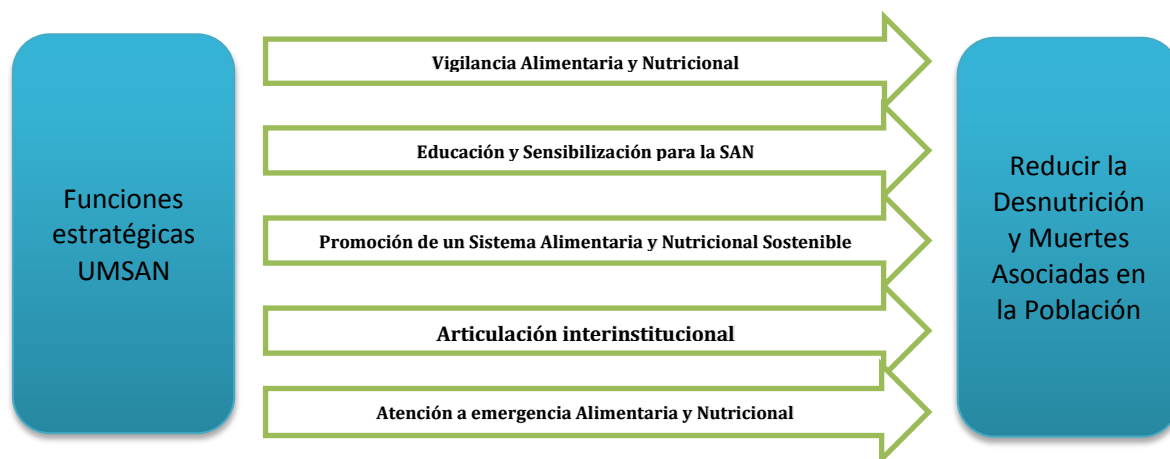 Funciones
estratégicas
UMSAN
Vigilancia Alimentaria y Nutricional
Educación y Sensibilización para la SAN
Promoción de un Sistema Alimentaria y Nutricional Sostenible
Articulación interinstitucional
Atención a emergencia Alimentaria y Nutricional
Reducir la
Desnutrición
y Muertes
Asociadas en
la Población